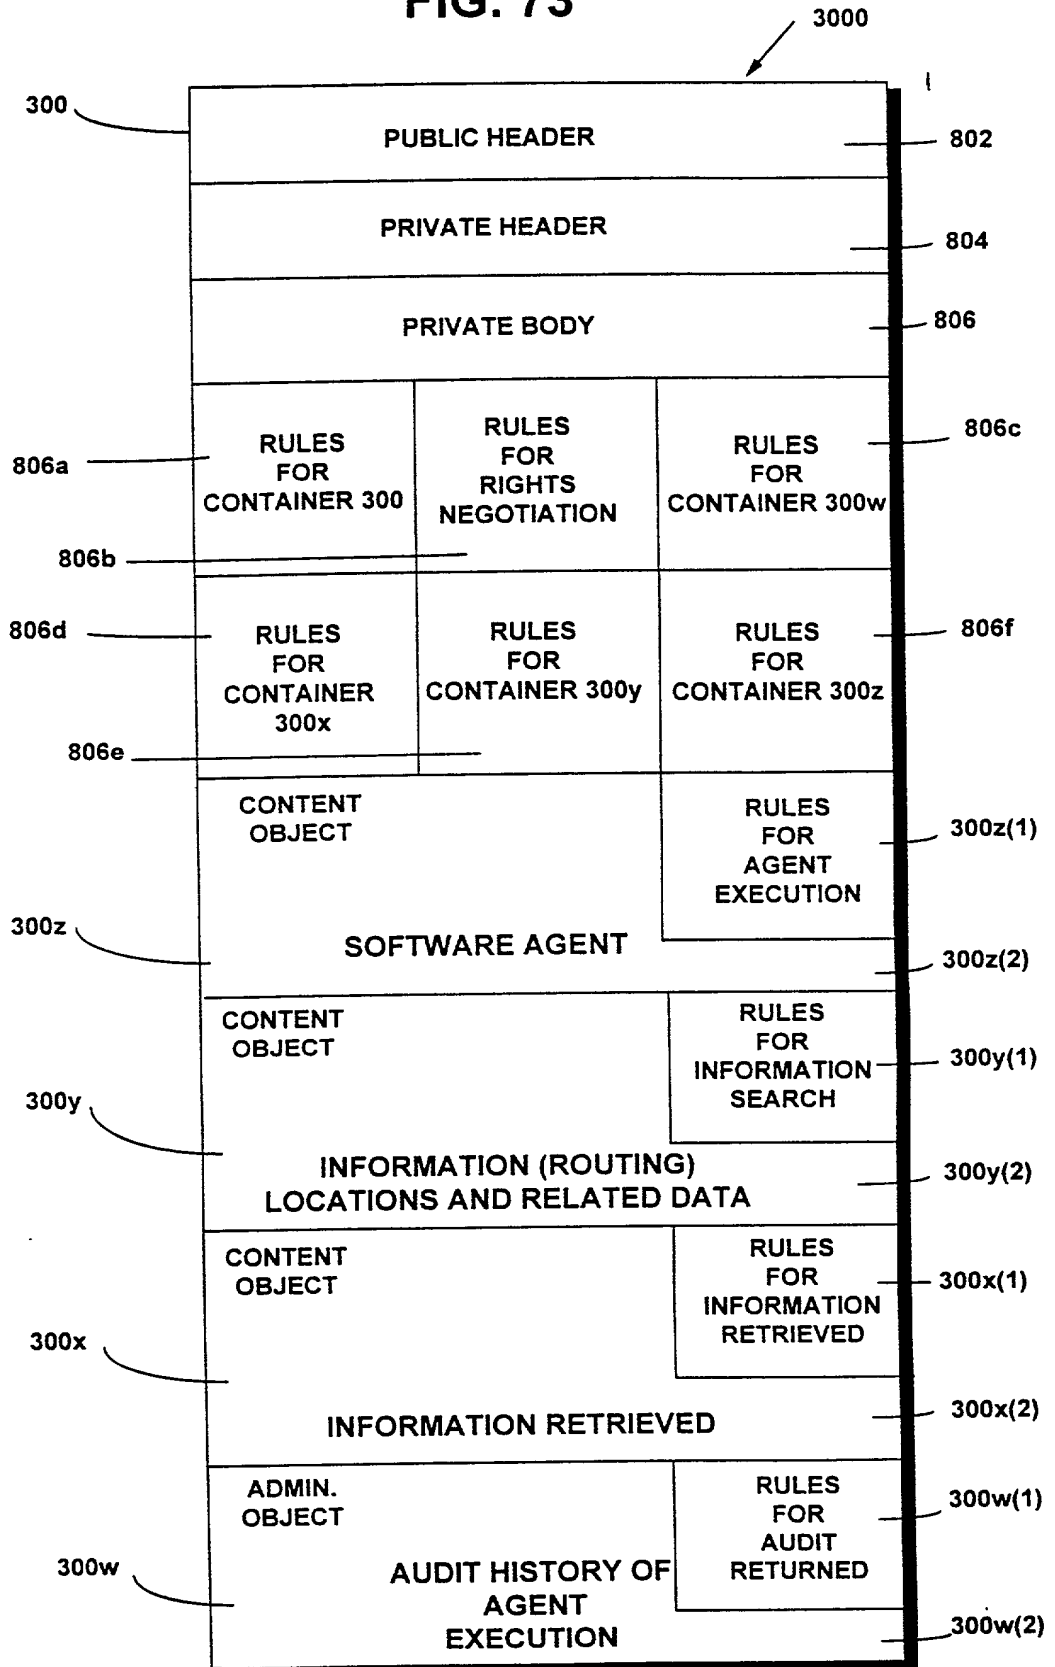 FIG. 73
3000
300
PUBLIC HEADER
802
PRIVATE HEADER
804
PRIVATE BODY
806
806a
RULES
FOR
CONTAINER 300
806b
RULES
FOR
RIGHTS
NEGOTIATION
RULES
FOR
CONTAINER 300w
806c
806d
RULES
FOR
CONTAINER
300x
806e
RULES
FOR
CONTAINER 300y
RULES
FOR
CONTAINER 300z
806f
CONTENT
OBJECT
RULES
FOR
AGENT
EXECUTION
300z(1)
300z
SOFTWARE AGENT
300z(2)
CONTENT
OBJECT
RULES
FOR
INFORMATION
SEARCH
300y(1)
300y
INFORMATION (ROUTING)
LOCATIONS AND RELATED DATA
300y(2)
CONTENT
OBJECT
RULES
FOR
INFORMATION
RETRIEVED
300x(1)
300x
INFORMATION RETRIEVED
300x(2)
ADMIN.
OBJECT
RULES
FOR
AUDIT
RETURNED
300w(1)
300w
AUDIT HISTORY OF
AGENT
EXECUTION
300w(2)